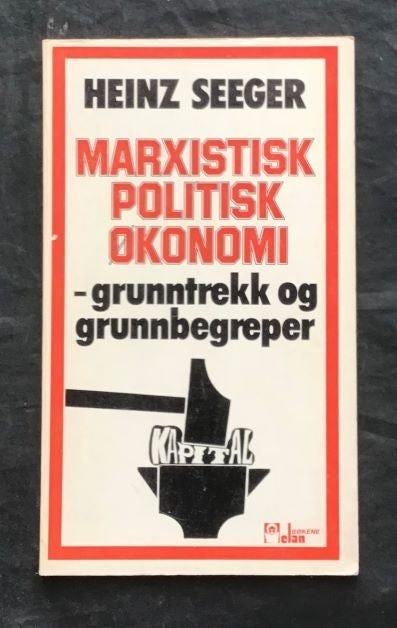 HEINZ SEEGER
MARXISTISK
POLITISK
ØKONOMI
- grunntrekk og
grunnbegreper
KAPITAL
BØKENE
elan